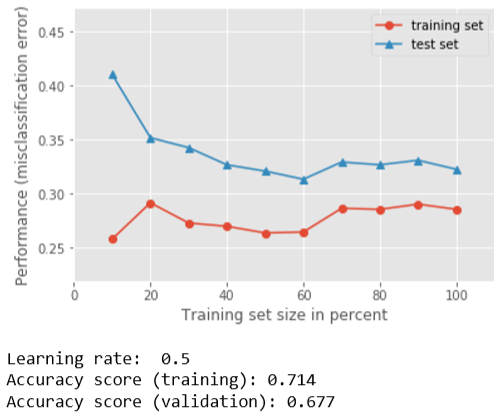 training set
test set
0.45
0.40
0.35
0.30
0.25
0 20 40 60 80 100
Performance (misclassification error)
Training set size in percent
Learning rate:  0.5
Accuracy score (training): 0.714
Accuracy score (validation): 0.677